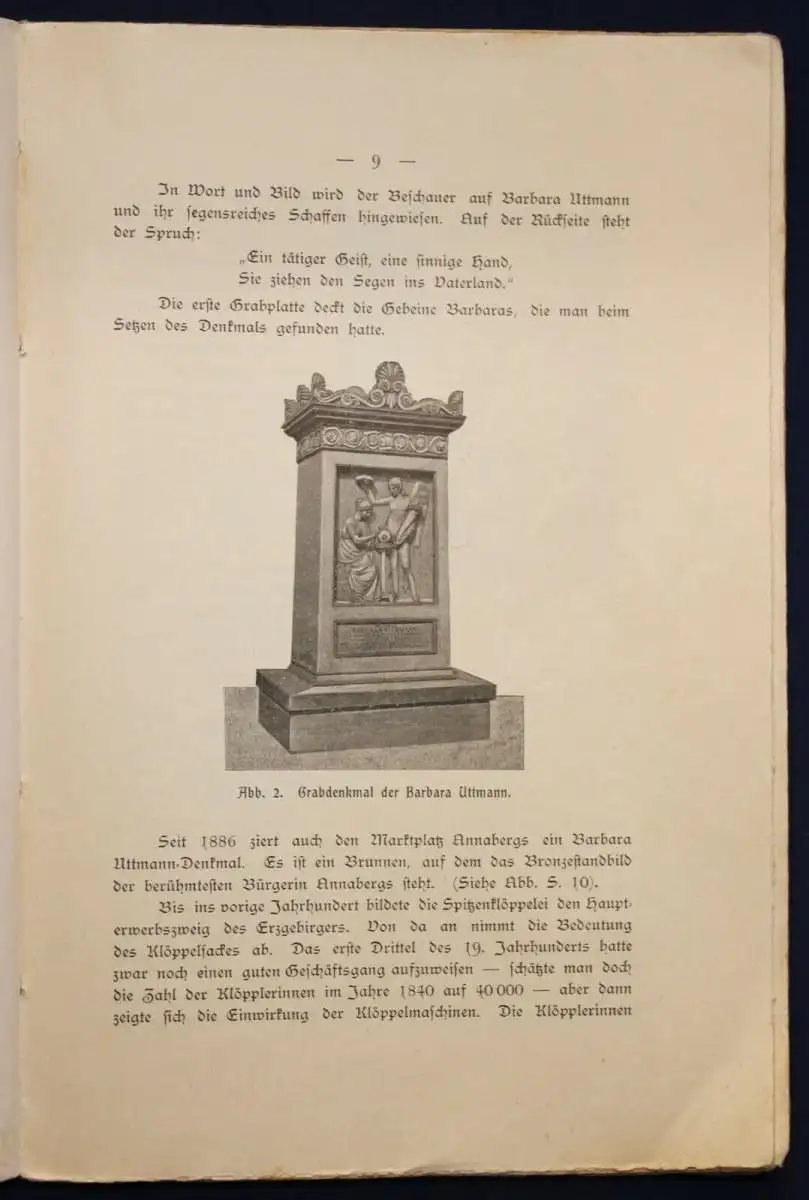 — 9 —
In Wort und Bild wird der Beschauer auf Barbara Uttmann
und ihr segensreiches Schaffen hingewiesen. Auf der Rückseite steht
der Spruch:
„Ein tätiger Geist, eine sinnige Hand,
Sie ziehen den Segen ins Vaterland.“
Die erste Grabplatte deckt die Gebeine Barbaras, die man beim
Setzen des Denkmals gefunden hatte.
Abb. 2. Grabdenkmal der Barbara Uttmann.
Seit 1886 ziert auch den Marktplatz Annabergs ein Barbara
Uttmann-Denkmal. Es ist ein Brunnen, auf dem das Bronzestandbild
der berühmtesten Bürgerin Annabergs steht. (Siehe Abb. S. 10).
Bis ins vorige Jahrhundert bildete die Spitzenklöppelei den Haupt-
erwerbszweig des Erzgebirgers. Von da an nimmt die Bedeutung
des Klöppelsackes ab. Das erste Drittel des 19. Jahrhunderts hatte
zwar noch einen guten Geschäftsgang aufzuweisen — schätzte man doch
die Zahl der Klöpplerinnen im Jahre 1840 auf 40 000 — aber dann
zeigte sich die Einwirkung der Klöppelmaschinen. Die Klöpplerinnen